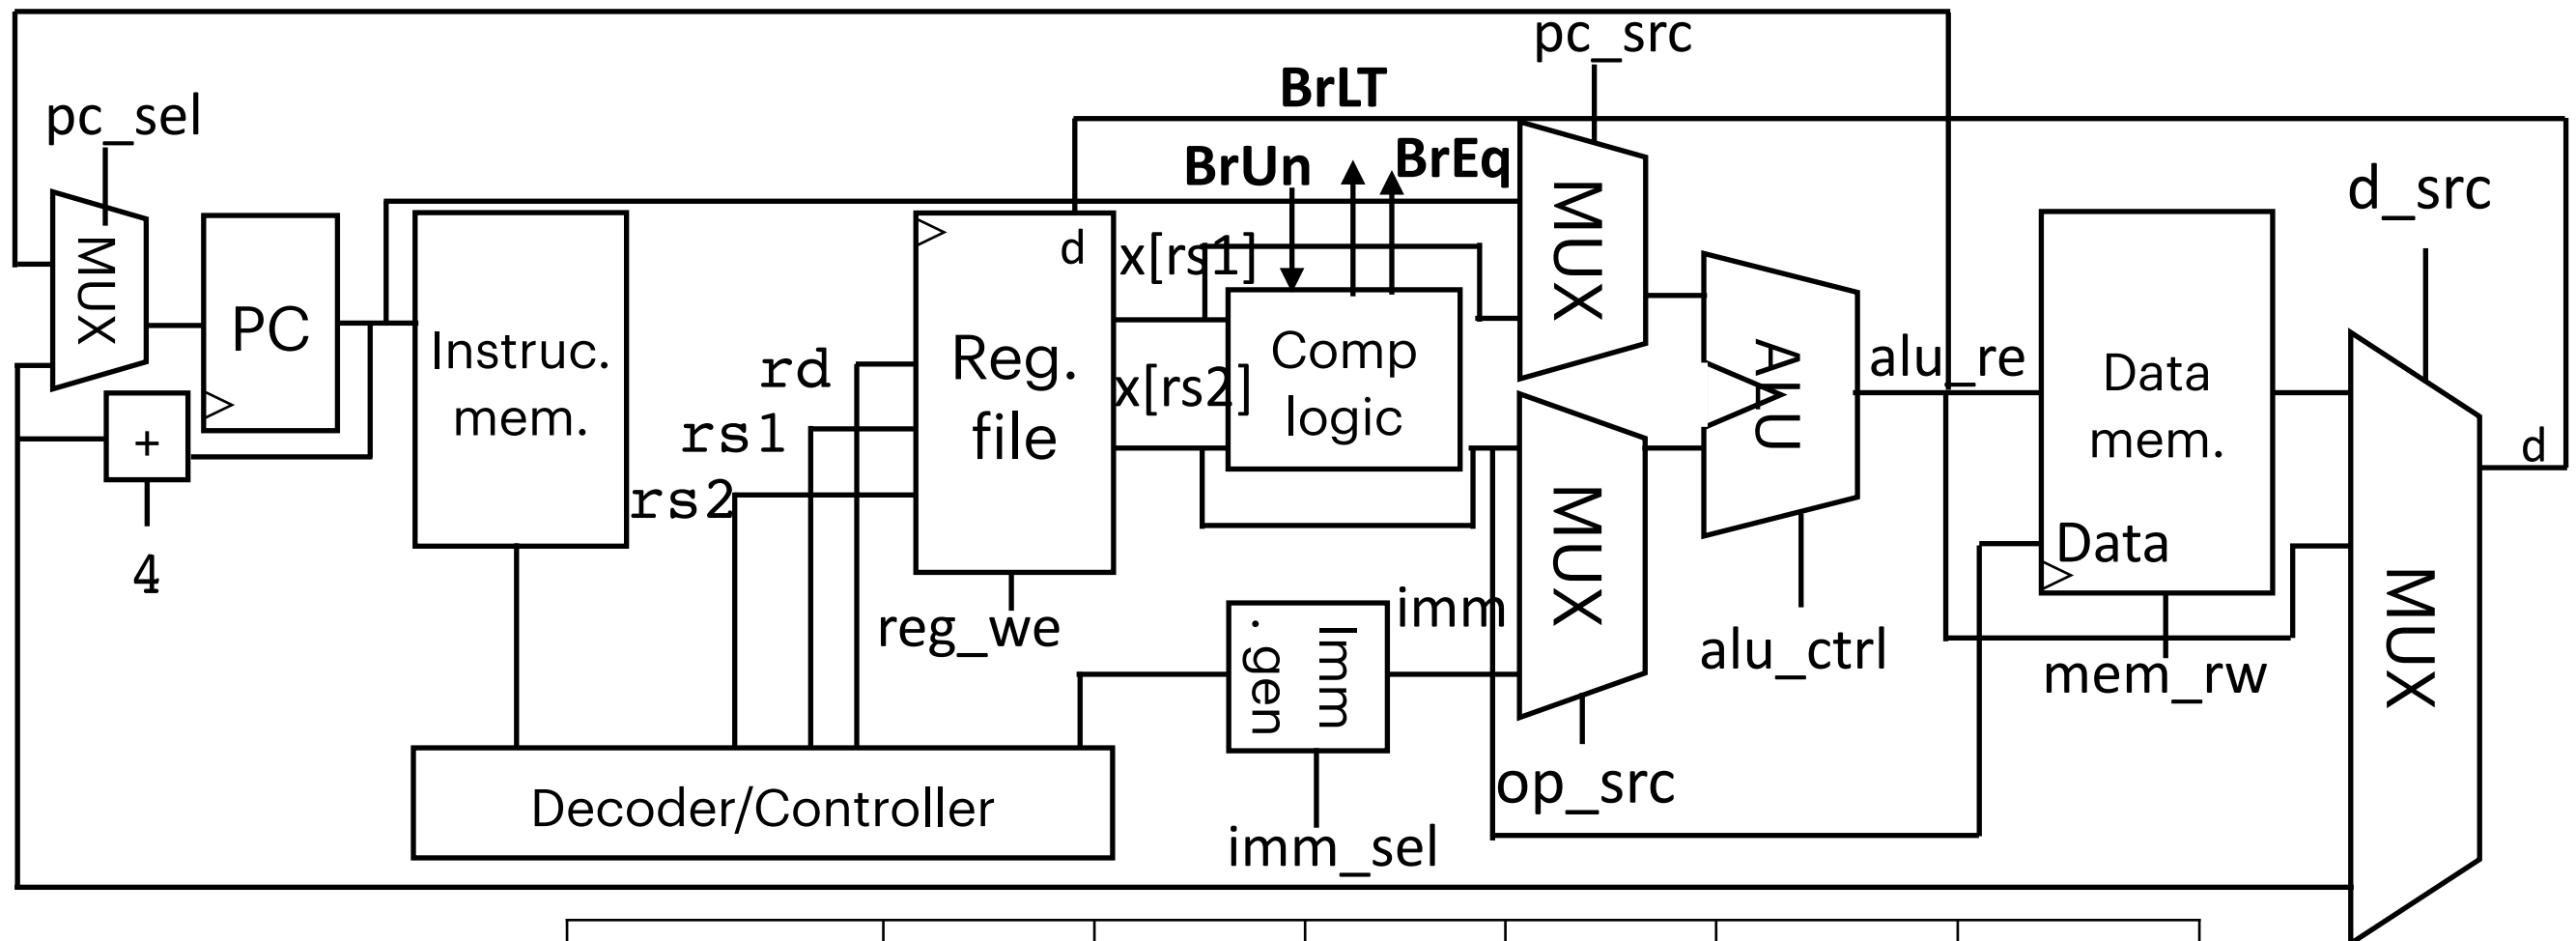 pc_src
BrLT
pc_sel
BrUn
BrEq
d_src
MUX
PC
Instruc.
mem.
rd
rs1
rs2
d
Reg.
file
x[rs1]
x[rs2]
Comp
logic
MUX
MUX
ALU
alu_re
Data
mem.
Data
d
MUX
+
4
reg_we
imm
Imm
. gen
alu_ctrl
mem_rw
op_src
imm_sel
Decoder/Controller